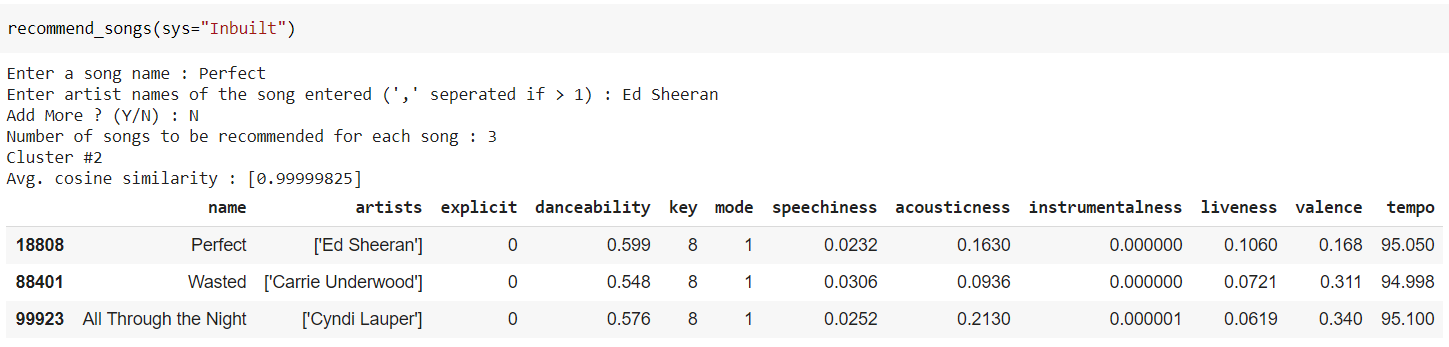 recommend_songs(sys="Inbuilt")
Enter a song name : Perfect
Enter artist names of the song entered (',' seperated if > 1) : Ed Sheeran
Add More ? (Y/N) : N
Number of songs to be recommended for each song : 3
Cluster #2
Avg. cosine similarity : [0.99999825]
name artists explicit danceability key mode speechiness acousticness instrumentalness liveness valence tempo
18808 Perfect ['Ed Sheeran'] 0 0.599 8 1 0.0232 0.1630 0.000000 0.1060 0.168 95.050
88401 Wasted ['Carrie Underwood'] 0 0.548 8 1 0.0306 0.0936 0.000000 0.0721 0.311 94.998
99923 All Through the Night ['Cyndi Lauper'] 0 0.576 8 1 0.0252 0.2130 0.000001 0.0619 0.340 95.100